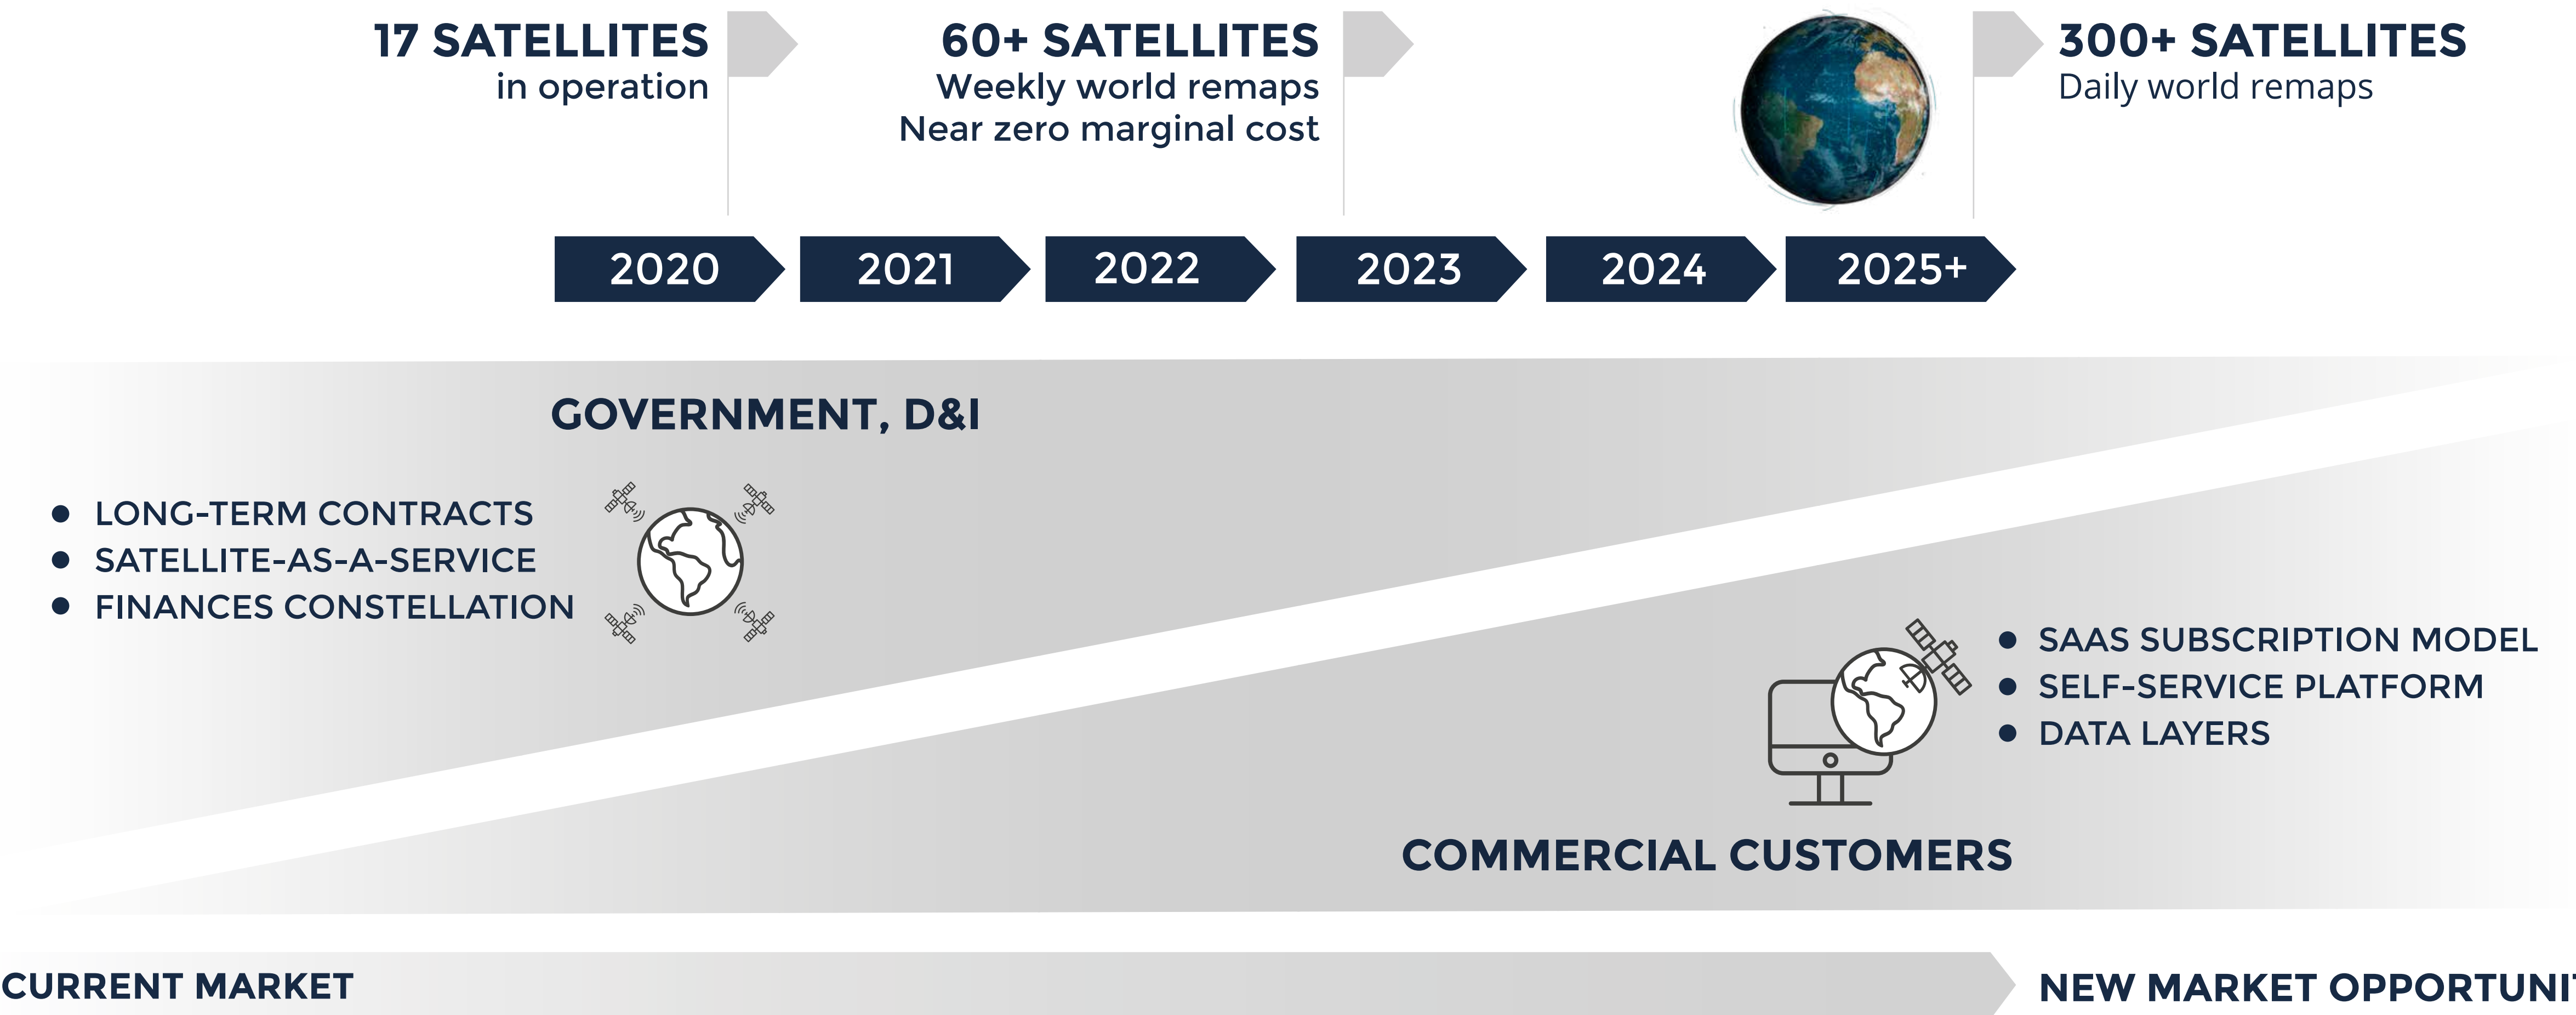 17 SATELLITES
in operation
60+ SATELLITES
Weekly world remaps
Near zero marginal cost
300+ SATELLITES
Daily world remaps
2020
2021
2022
2023
2024
2025+
GOVERNMENT, D&I
● LONG-TERM CONTRACTS
● SATELLITE-AS-A-SERVICE
● FINANCES CONSTELLATION
● SAAS SUBSCRIPTION MODEL
● SELF-SERVICE PLATFORM
● DATA LAYERS
COMMERCIAL CUSTOMERS
CURRENT MARKET
NEW MARKET